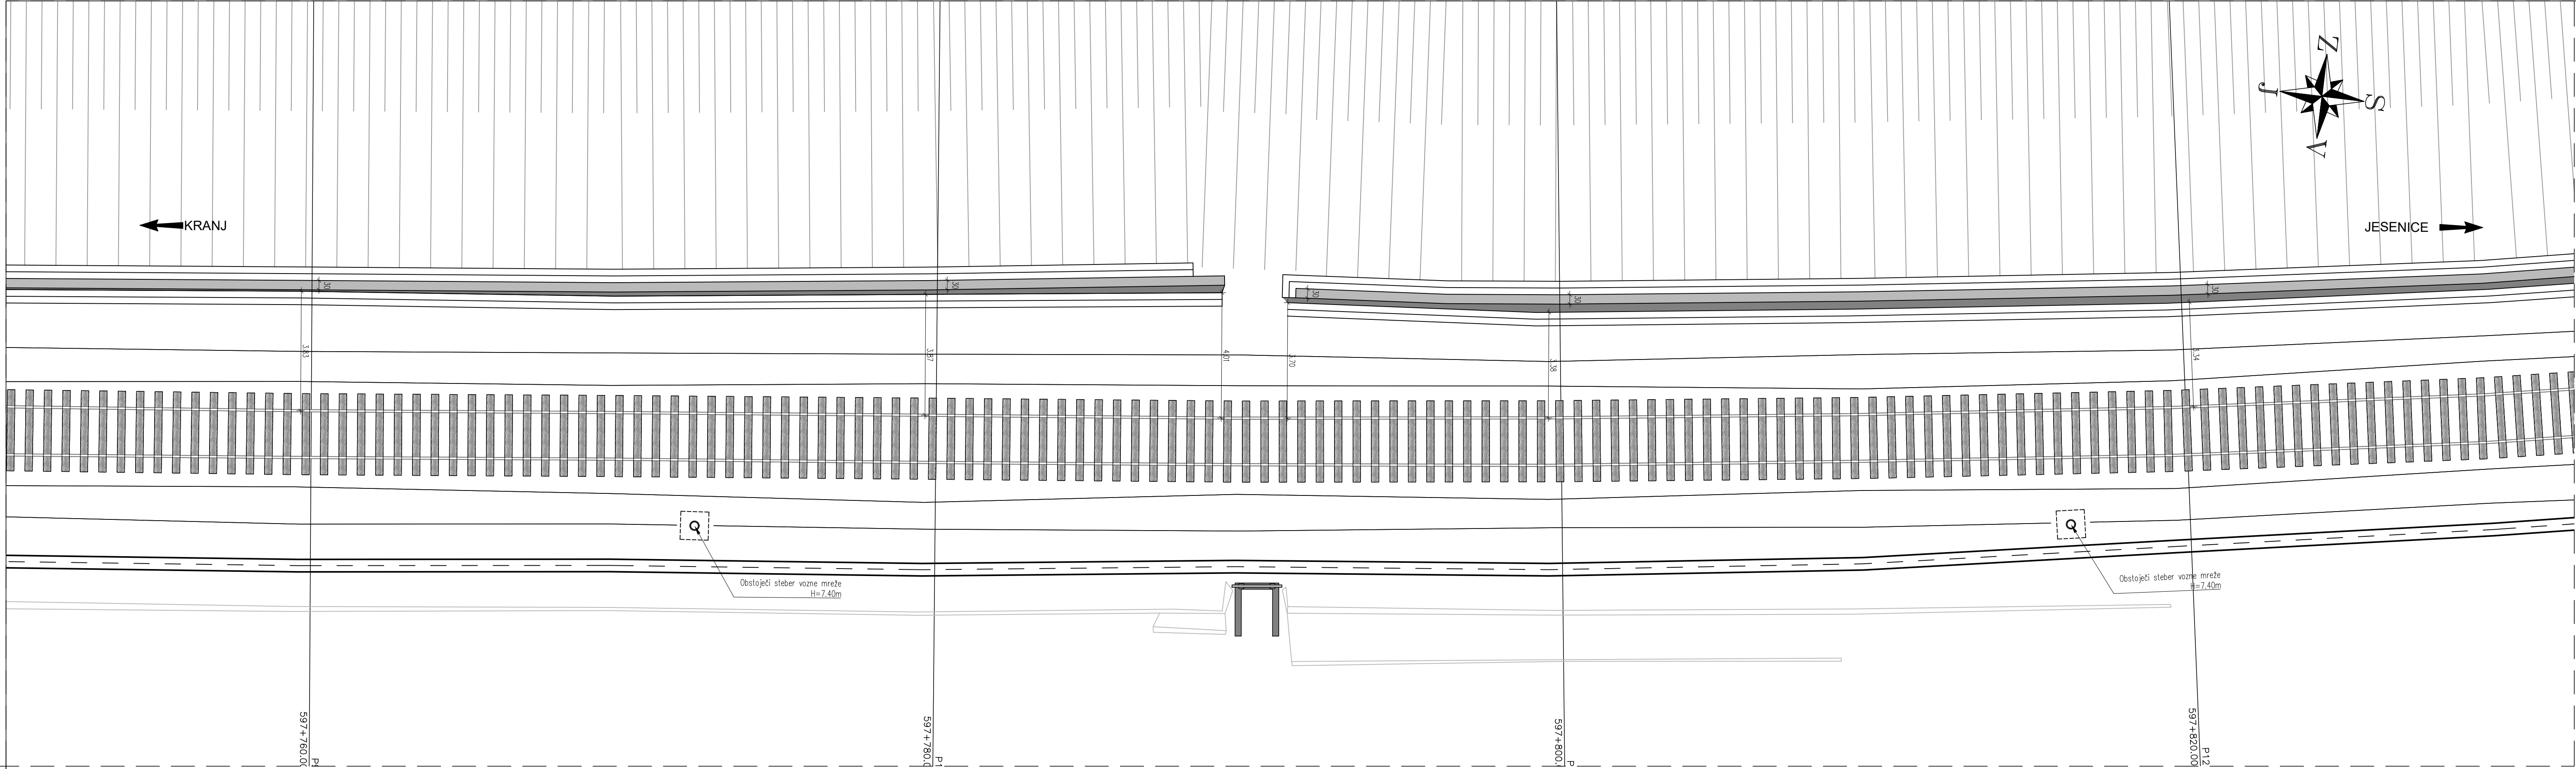 Z
J
S
V
KRANJ
JESENICE
.30
.30
.30
.30
.30
3.83
3.87
4.01
3.70
3.38
3.34
Obstoječi steber vozne mreže
H=7.40m
Obstoječi steber vozne mreže
H=7.40m
597+760.00
597+780.0
P1
597+800.
P
597+820.00
P12